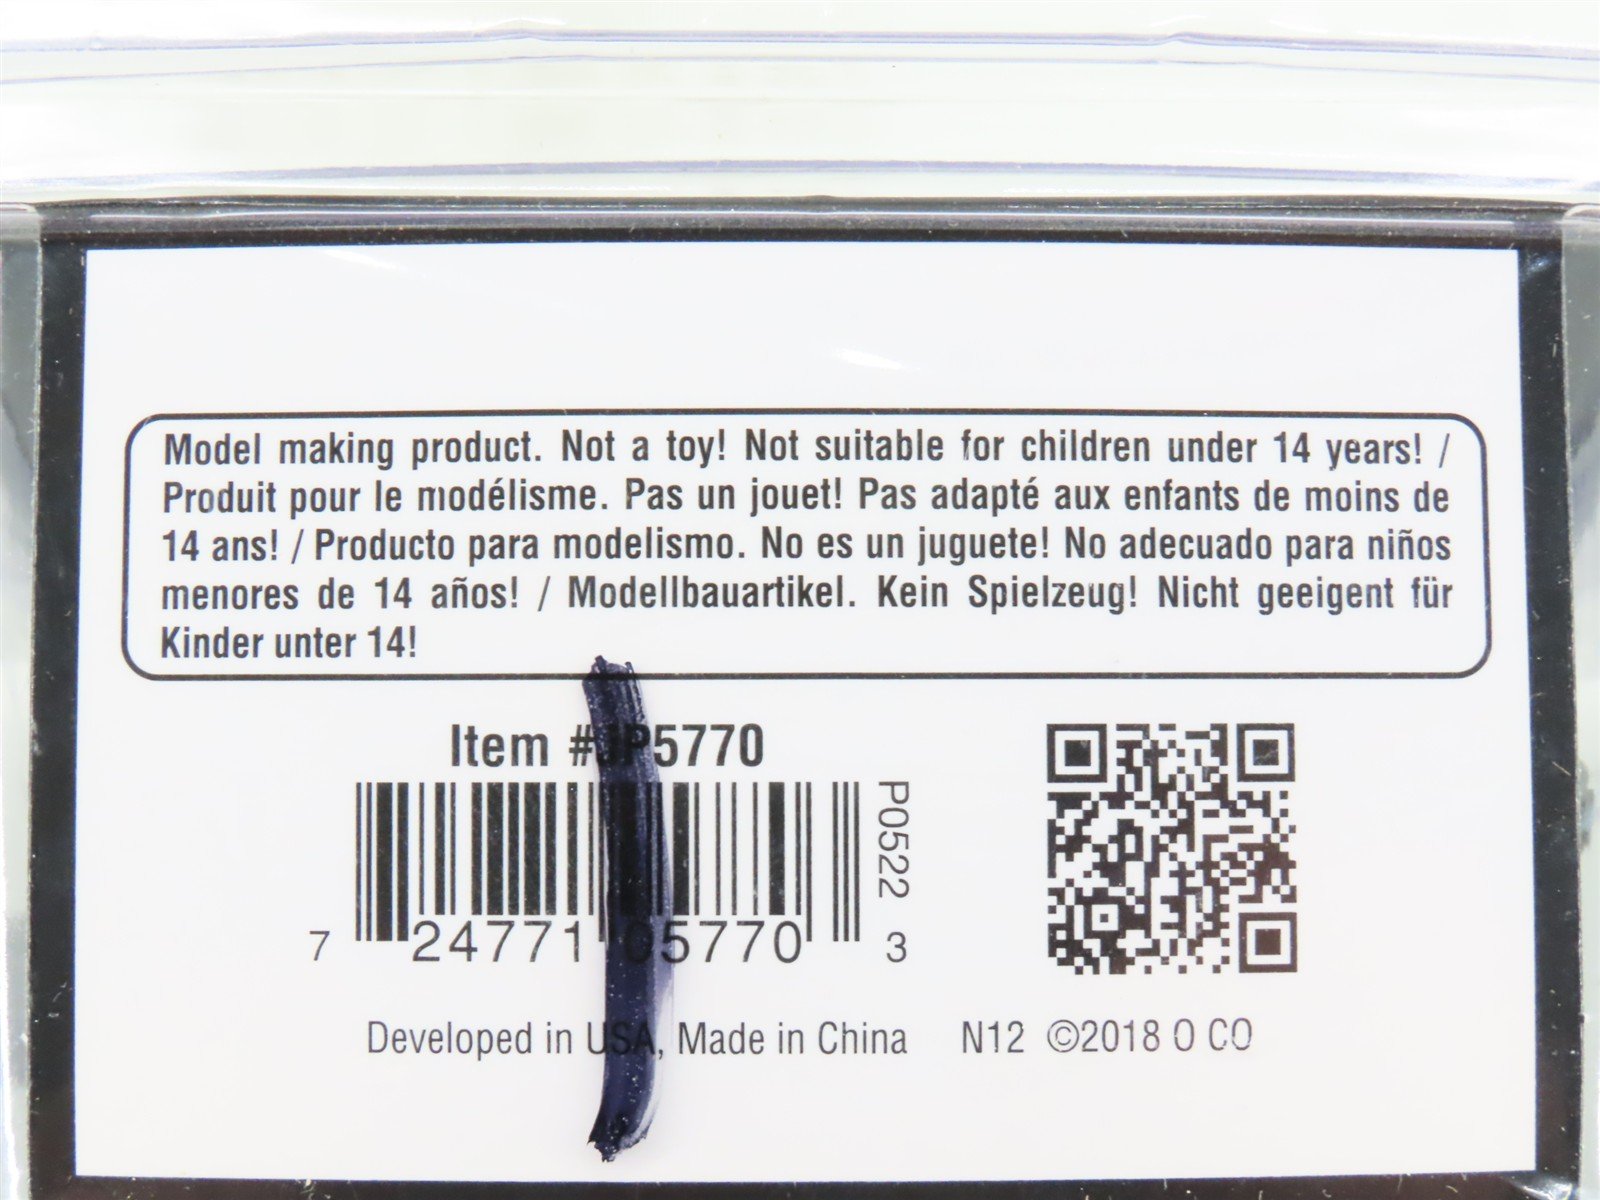 Model making product. Not a toy! Not suitable for children under 14 years! /
Produit pour le modélisme. Pas un jouet! Pas adapté aux enfants de moins de
14 ans! / Producto para modelismo. No es un juguete! No adecuado para niños
menores de 14 años! / Modellbauartikel. Kein Spielzeug! Nicht geeigent für
Kinder unter 14!
Item #JP5770
P0522
7 24771 05770 3
Developed in USA, Made in China N12 ©2018 O CO